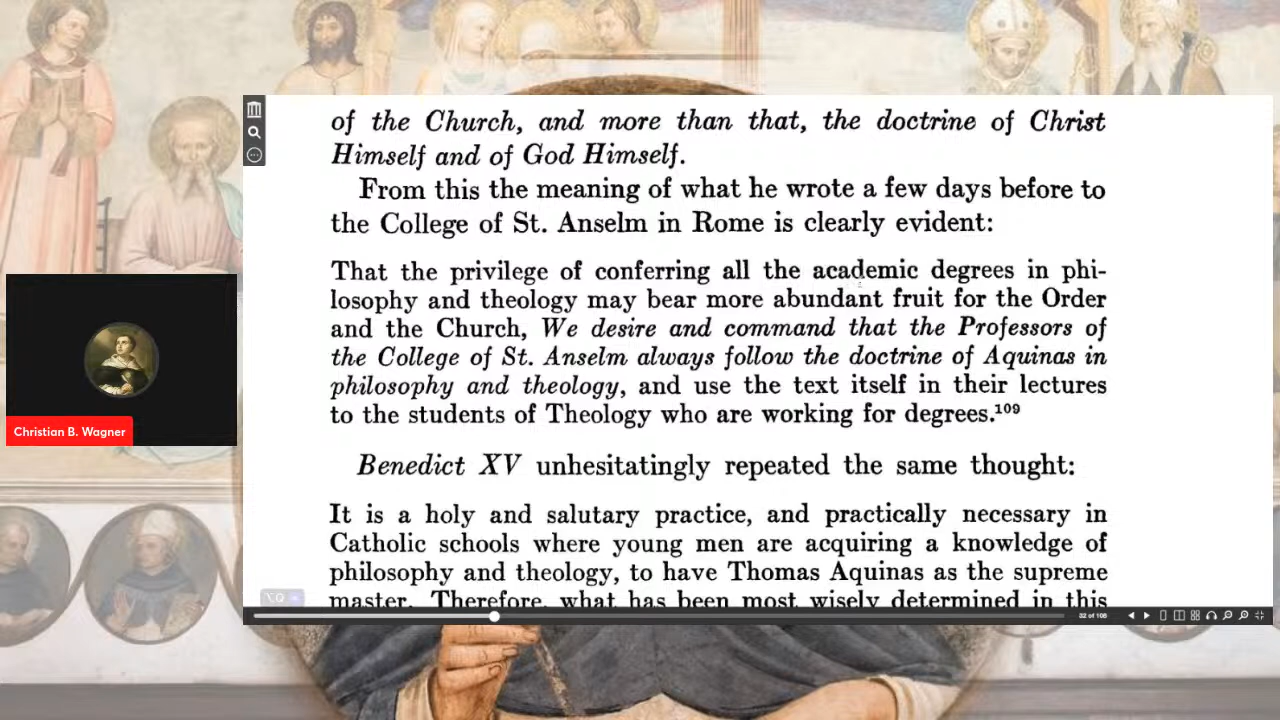 of the Church, and more than that, the doctrine of Christ
Himself and of God Himself.
From this the meaning of what he wrote a few days before to
the College of St. Anselm in Rome is clearly evident:
That the privilege of conferring all the academic degrees in phi-
losophy and theology may bear more abundant fruit for the Order
and the Church, We desire and command that the Professors of
the College of St. Anselm always follow the doctrine of Aquinas in
philosophy and theology, and use the text itself in their lectures
to the students of Theology who are working for degrees.¹⁰⁹
Benedict XV unhesitatingly repeated the same thought:
It is a holy and salutary practice, and practically necessary in
Catholic schools where young men are acquiring a knowledge of
philosophy and theology, to have Thomas Aquinas as the supreme
master. Therefore, what has been most wisely determined in this
Christian B. Wagner
32 of 108